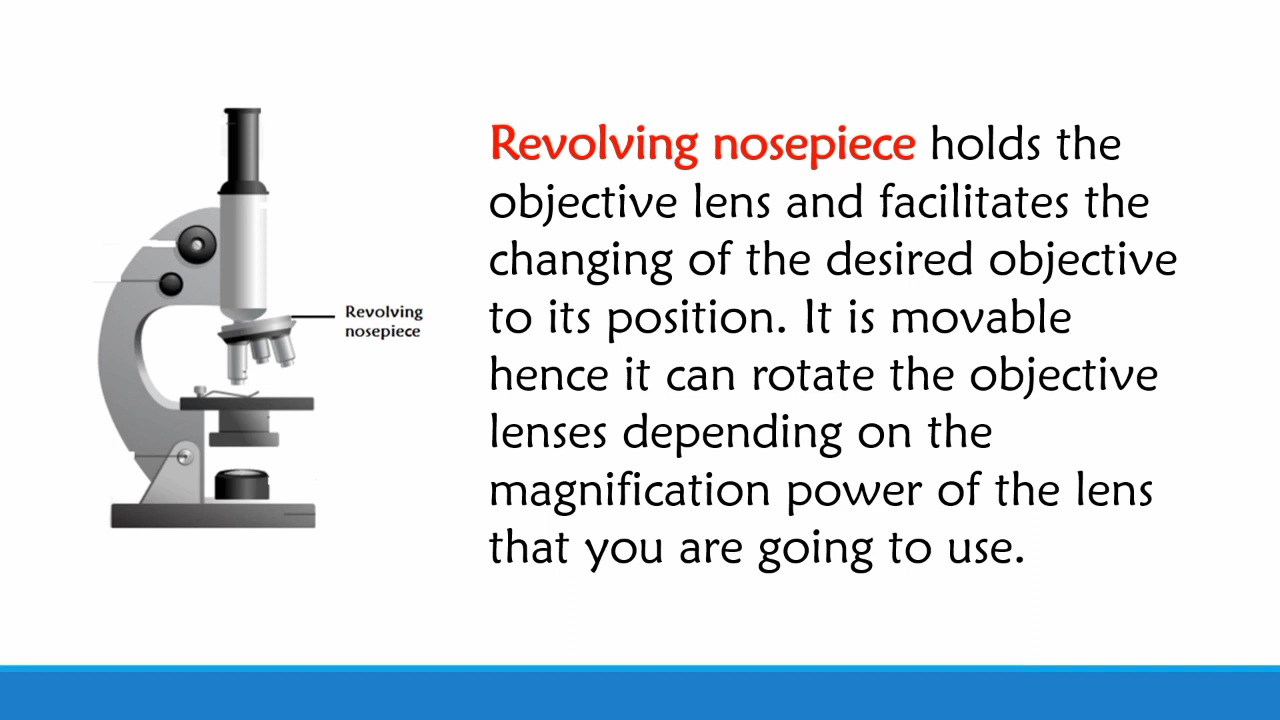 Revolving nosepiece holds the
objective lens and facilitates the
changing of the desired objective
to its position. It is movable
hence it can rotate the objective
lenses depending on the
magnification power of the lens
that you are going to use.
Revolving
nosepiece